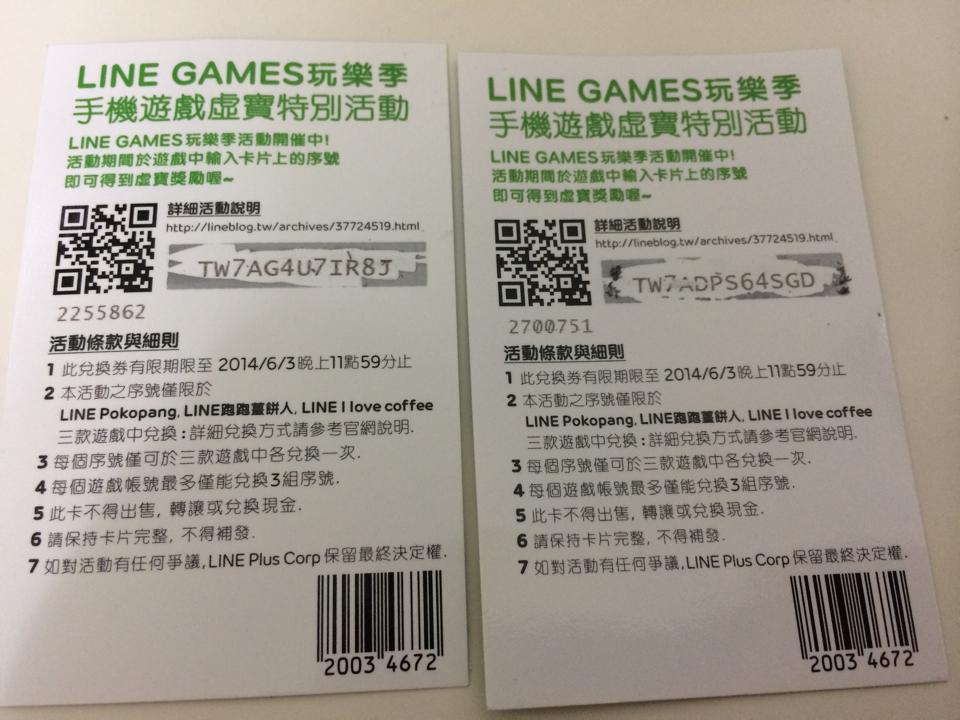 LINE GAMES玩樂季
手機遊戲虛寶特別活動
LINE GAMES玩樂季活動開催中!
活動期間於遊戲中輸入卡片上的序號
即可得到虛寶獎勵喔~
詳細活動說明
http://lineblog.tw/archives/37724519.html
TW7AG4U7IR8J
2255862
活動條款與細則
1 此兌換券有限期限至 2014/6/3晚上11點59分止
2 本活動之序號僅限於
LINE Pokopang, LINE跑跑薑餅人, LINE I love coffee
三款遊戲中兌換:詳細兌換方式請參考官網說明.
3 每個序號僅可於三款遊戲中各兌換一次.
4 每個遊戲帳號最多僅能兌換3組序號.
5 此卡不得出售, 轉讓或兌換現金.
6 請保持卡片完整, 不得補發.
7 如對活動有任何爭議,LINE Plus Corp 保留最終決定權.
2003 4672
LINE GAMES玩樂季
手機遊戲虛寶特別活動
LINE GAMES玩樂季活動開催中!
活動期間於遊戲中輸入卡片上的序號
即可得到虛寶獎勵喔~
詳細活動說明
http://lineblog.tw/archives/37724519.html
TW7ADPS64SGD
2700751
活動條款與細則
1 此兌換券有限期限至 2014/6/3晚上11點59分止
2 本活動之序號僅限於
LINE Pokopang, LINE跑跑薑餅人, LINE I love coffee
三款遊戲中兌換:詳細兌換方式請參考官網說明.
3 每個序號僅可於三款遊戲中各兌換一次.
4 每個遊戲帳號最多僅能兌換3組序號.
5 此卡不得出售, 轉讓或兌換現金.
6 請保持卡片完整, 不得補發.
7 如對活動有任何爭議,LINE Plus Corp 保留最終決定權.
2003 4672